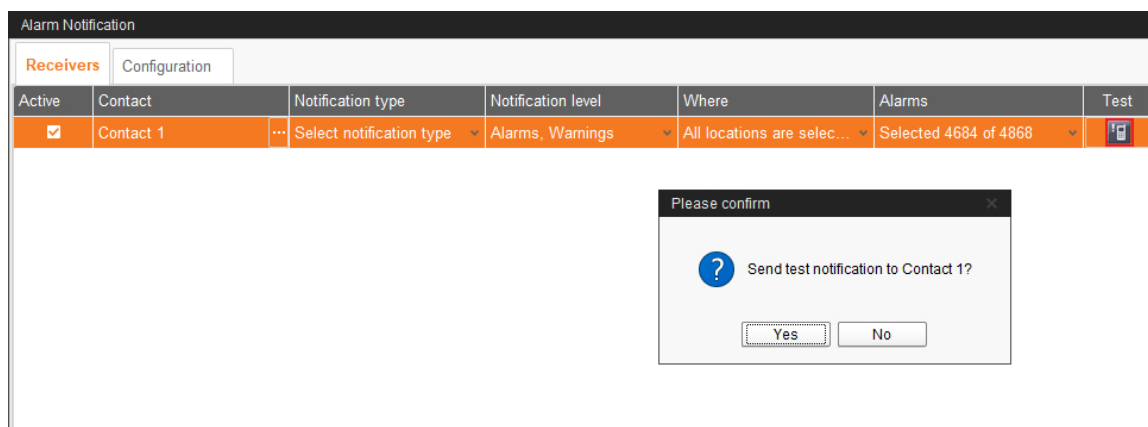 Alarm Notification
Receivers Configuration
Active Contact Notification type Notification level Where Alarms Test
Contact 1 ... Select notification type Alarms, Warnings All locations are selec... Selected 4684 of 4868
Please confirm
Send test notification to Contact 1?
Yes No